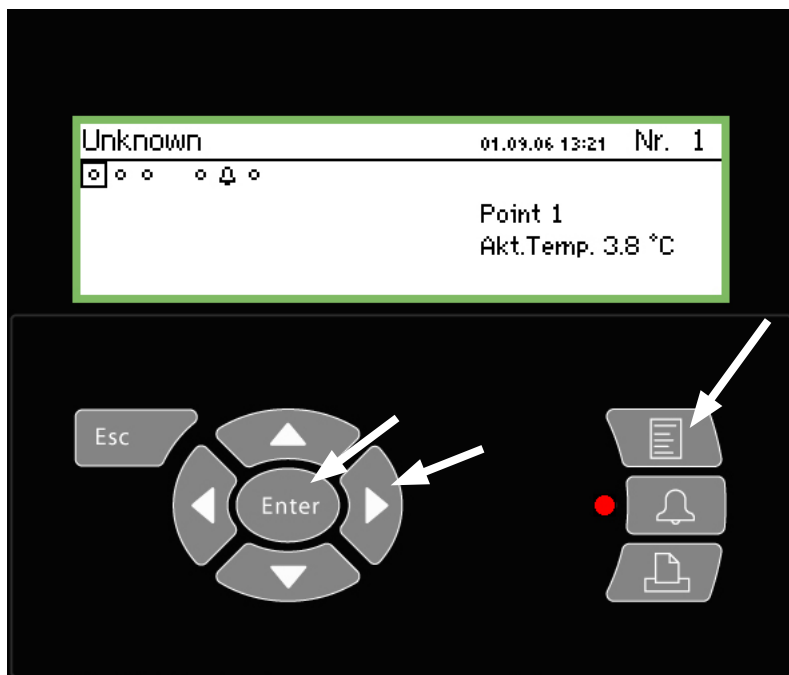 Unknown 01.09.06 13:21 Nr. 1
Point 1
Akt.Temp. 3.8 °C
Esc
Enter